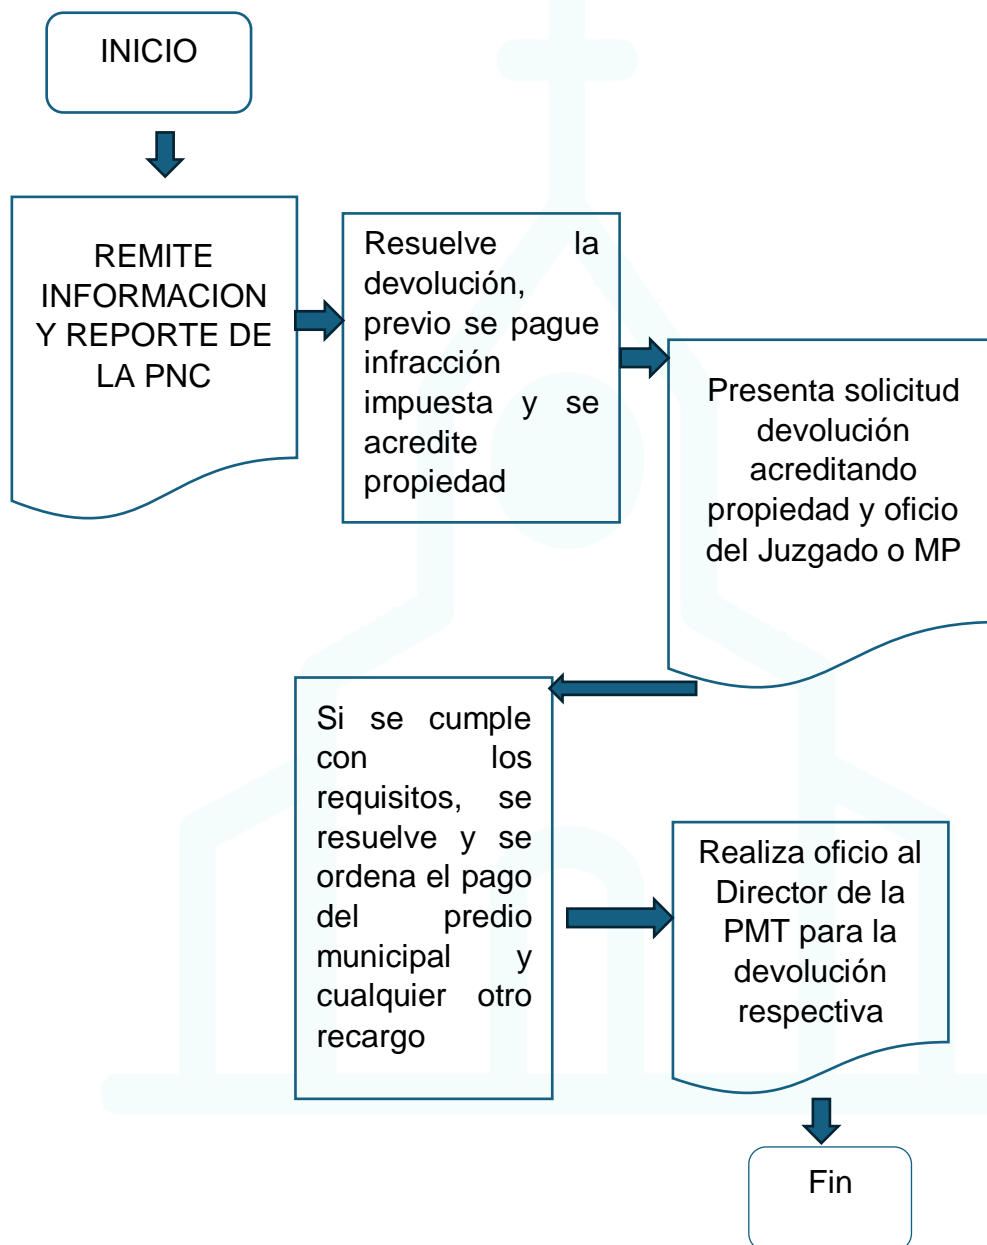 INICIO
REMITE
INFORMACION
Y REPORTE DE
LA PNC
Resuelve la
devolución,
previo se pague
infracción
impuesta y se
acredite
propiedad
Presenta solicitud
devolución
acreditando
propiedad y oficio
del Juzgado o MP
Si se cumple
con los
requisitos, se
resuelve y se
ordena el pago
del predio
municipal y
cualquier otro
recargo
Realiza oficio al
Director de la
PMT para la
devolución
respectiva
Fin